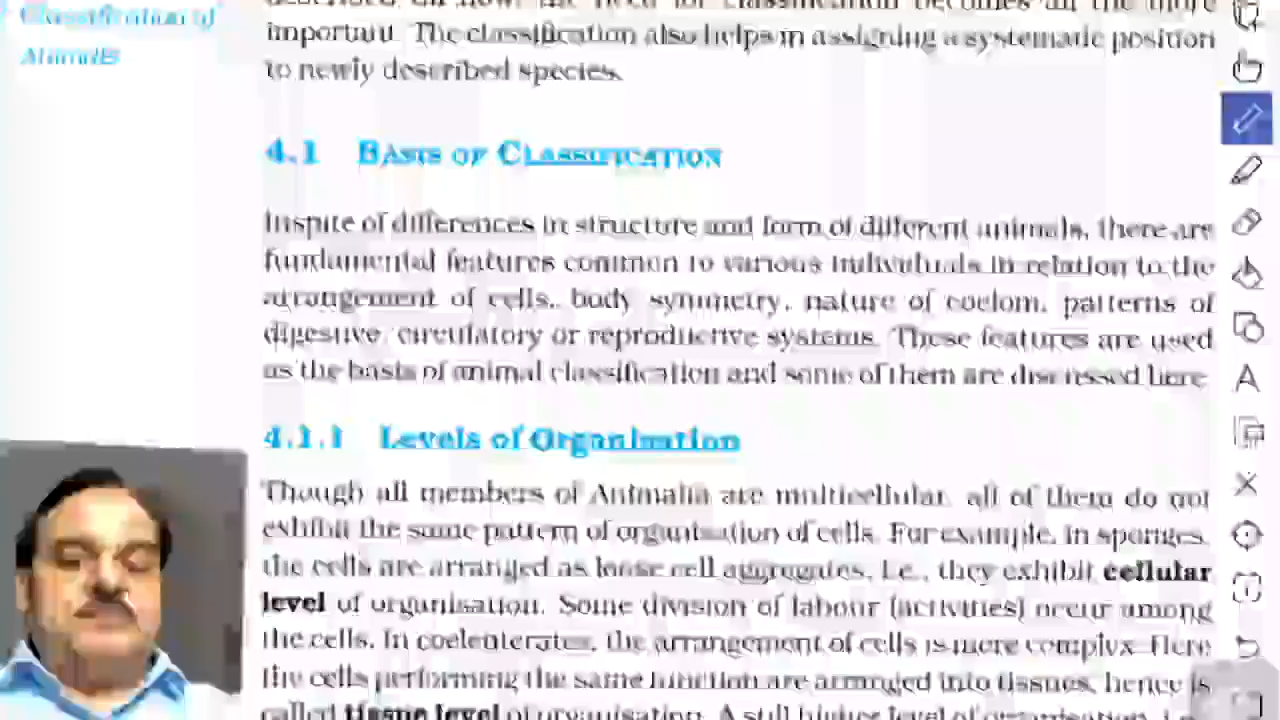 Classification of
Animals
important. The classification also helps in assigning a systematic position
to newly described species.
4.1 BASIS OF CLASSIFICATION
Inspite of differences in structure and form of different animals, there are
fundamental features common to various individuals in relation to the
arrangement of cells, body symmetry, nature of coelom, patterns of
digestive, circulatory or reproductive systems. These features are used
as the basis of animal classification and some of them are discussed here.
4.1.1 Levels of Organisation
Though all members of Animalia are multicellular, all of them do not
exhibit the same pattern of organisation of cells. For example, in sponges,
the cells are arranged as loose cell aggregates, i.e., they exhibit cellular
level of organisation. Some division of labour (activities) occur among
the cells. In coelenterates, the arrangement of cells is more complex. Here
the cells performing the same function are arranged into tissues, hence is
called tissue level of organisation. A still higher level of organisation, i.e.,